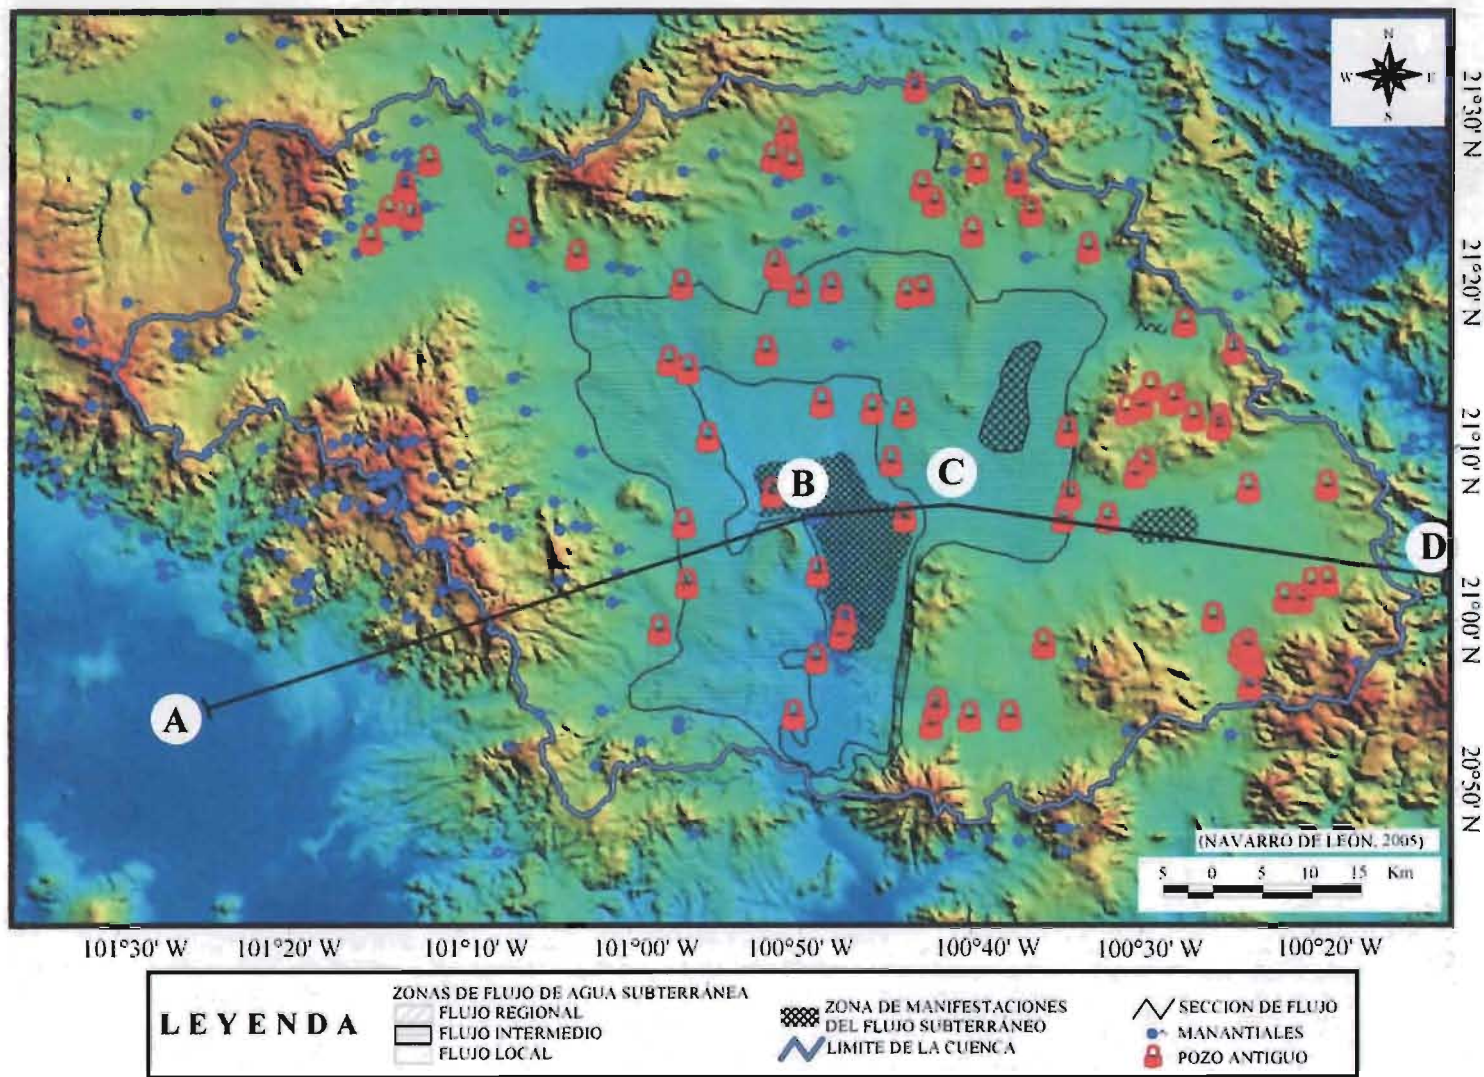 N
W E
S
21°30' N
21°20' N
21°10' N
21°00' N
20°50' N
A
B
C
D
(NAVARRO DE LEÓN, 2005)
5 0 5 10 15 Km
101°30' W 101°20' W 101°10' W 101°00' W 100°50' W 100°40' W 100°30' W 100°20' W
LEYENDA
ZONAS DE FLUJO DE AGUA SUBTERRÁNEA
FLUJO REGIONAL
FLUJO INTERMEDIO
FLUJO LOCAL
ZONA DE MANIFESTACIONES
DEL FLUJO SUBTERRÁNEO
LIMITE DE LA CUENCA
SECCION DE FLUJO
MANANTIALES
POZO ANTIGUO